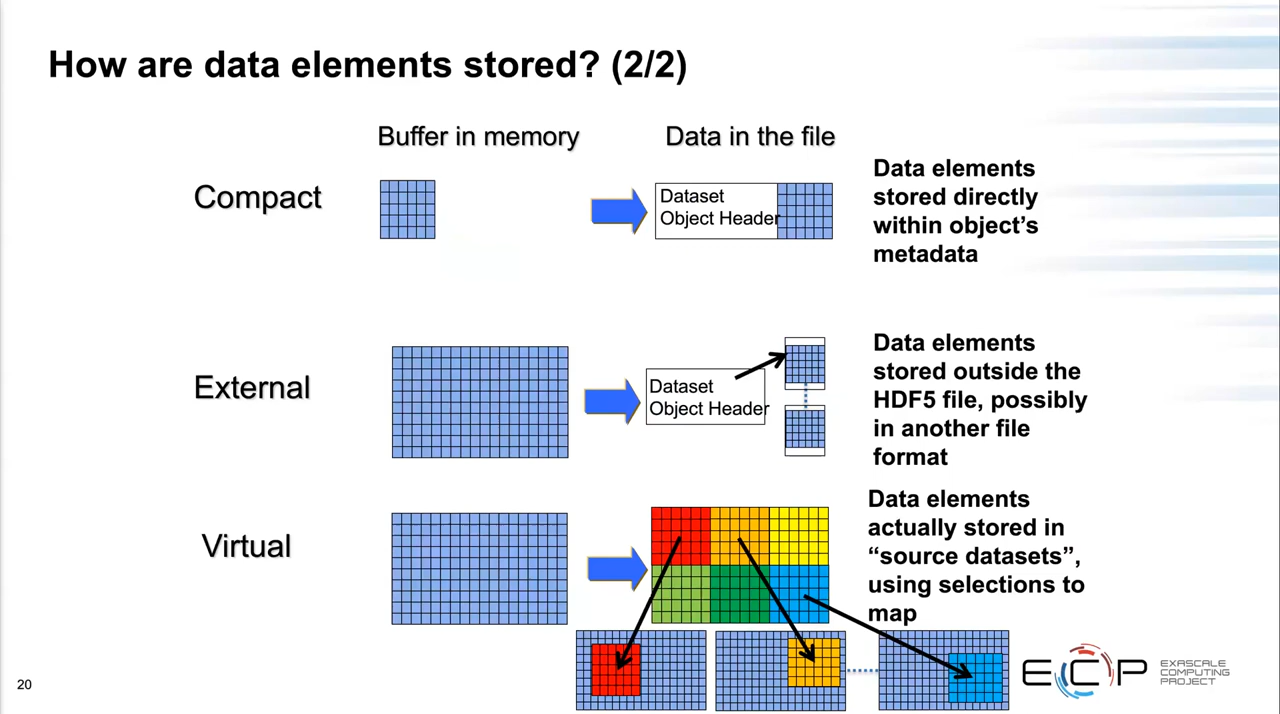 How are data elements stored? (2/2)
Buffer in memory
Data in the file
Compact
Dataset
Object Header
Data elements
stored directly
within object’s
metadata
External
Dataset
Object Header
Data elements
stored outside the
HDF5 file, possibly
in another file
format
Virtual
Data elements
actually stored in
“source datasets”,
using selections to
map
20
ECP
EXASCALE
COMPUTING
PROJECT